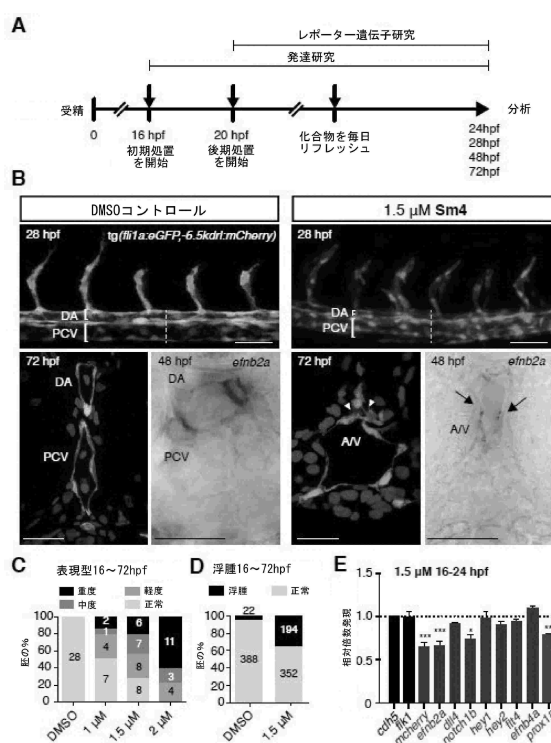 A
レポーター遺伝子研究
発達研究
受精
分析
0
16 hpf
20 hpf
化合物を毎日
24hpf
初期処置
後期処置
リフレッシュ
28hpf
を開始
を開始
48hpf
72hpf
B
DMSOコントロール
1.5 µM Sm4
28 hpf
tg(fli1a:eGFP,-6.5kdrl:mCherry)
28 hpf
DA
PCV
DA
PCV
72 hpf
DA
PCV
48 hpf
efnb2a
DA
PCV
72 hpf
A/V
48 hpf
efnb2a
A/V
C
表現型16~72hpf
重度
軽度
中度
正常
胚の%
100
80
60
40
20
0
28
2
1
4
7
6
7
8
8
11
3
4
DMSO
1 µM
1.5 µM
2 µM
D
浮腫16~72hpf
浮腫
正常
胚の%
100
80
60
40
20
0
22
388
194
352
DMSO
1.5 µM
E
1.5 µM 16-24 hpf
相対倍数発現
1.5
1.0
0.5
0
***
***
*
**
cdh5
flk1
mcherry
efnb2a
dll4
notch1b
hey1
hey2
flt4
efnb4a